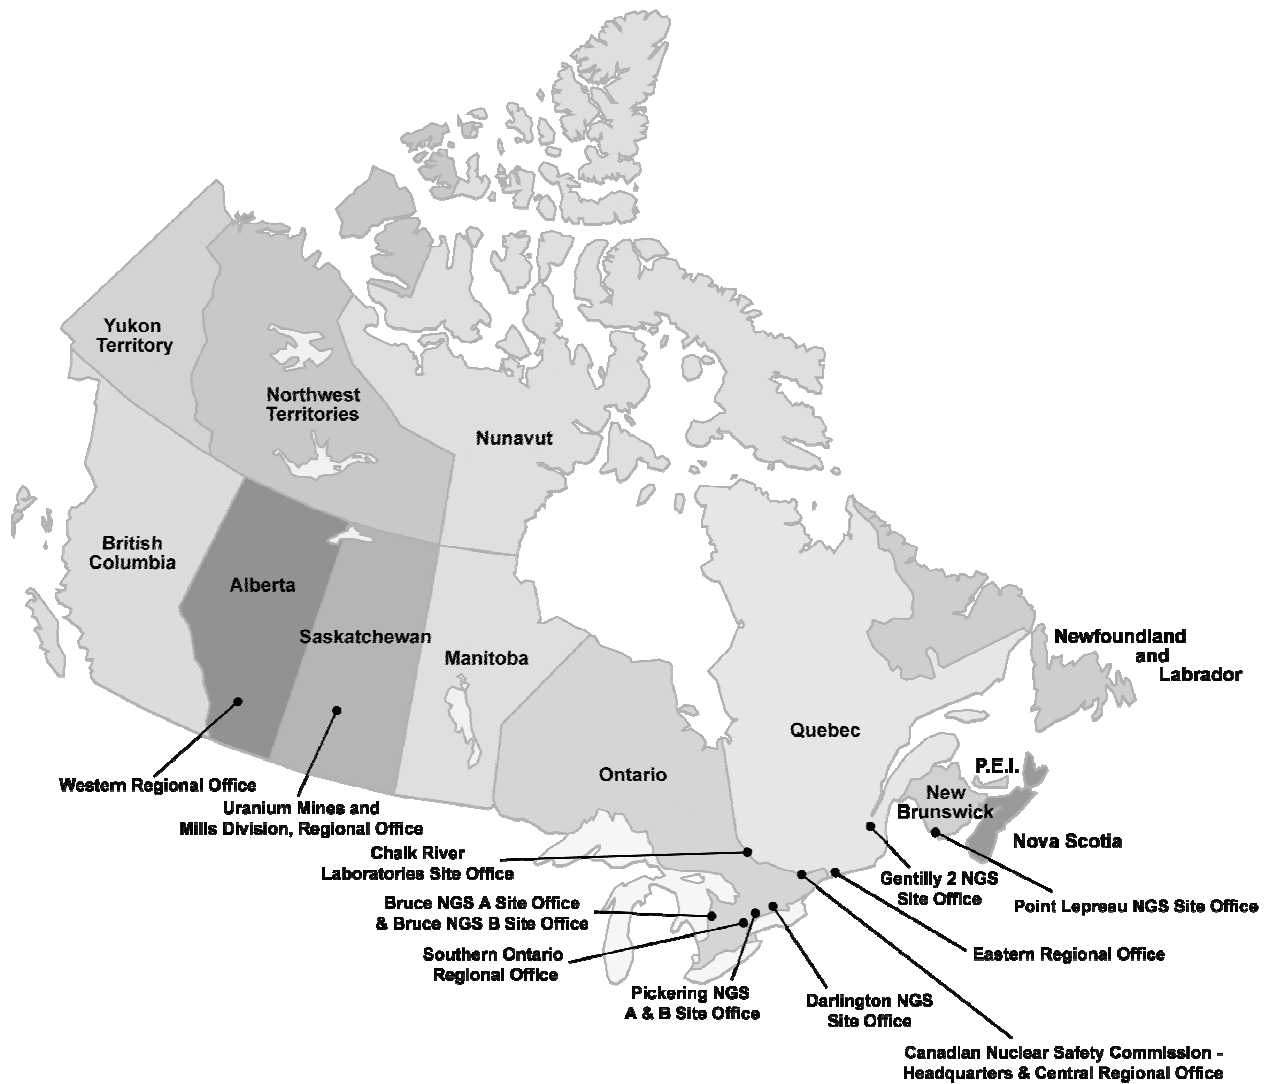 Yukon
Territory
Northwest
Territories
Nunavut
British
Columbia
Alberta
Saskatchewan
Manitoba
Newfoundland
and
Labrador
Quebec
Ontario
P.E.I.
New
Brunswick
Nova Scotia
Western Regional Office
Uranium Mines and
Mills Division, Regional Office
Chalk River
Laboratories Site Office
Bruce NGS A Site Office
& Bruce NGS B Site Office
Southern Ontario
Regional Office
Pickering NGS
A & B Site Office
Darlington NGS
Site Office
Gentilly 2 NGS
Site Office
Point Lepreau NGS Site Office
Eastern Regional Office
Canadian Nuclear Safety Commission -
Headquarters & Central Regional Office